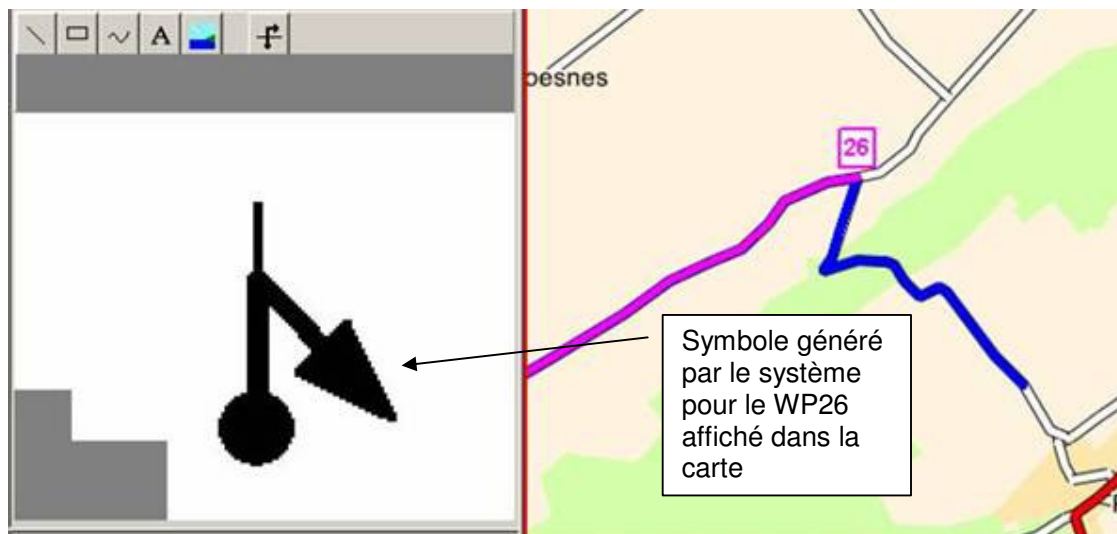 A
besnes
26
Symbole généré
par le système
pour le WP26
affiché dans la
carte